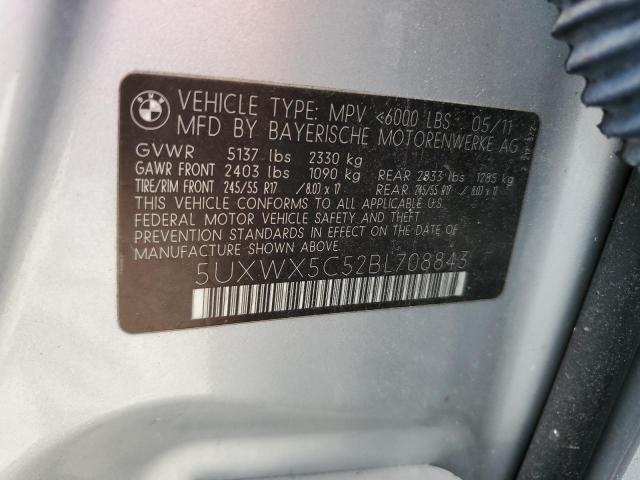 BMW
VEHICLE TYPE: MPV <6000 LBS 05/11
MFD BY BAYERISCHE MOTORENWERKE AG
GVWR 5137 lbs 2330 kg
GAWR FRONT 2403 lbs 1090 kg REAR 2833 lbs 1285 kg
TIRE/RIM FRONT 245/55 R17 /8.0J x 17 REAR 245/55 R17 /8.0J x 17
THIS VEHICLE CONFORMS TO ALL APPLICABLE U.S.
FEDERAL MOTOR VEHICLE SAFETY AND THEFT
PREVENTION STANDARDS IN EFFECT ON THE DATE OF
MANUFACTURE SHOWN ABOVE.
5UXWX5C52BL708843